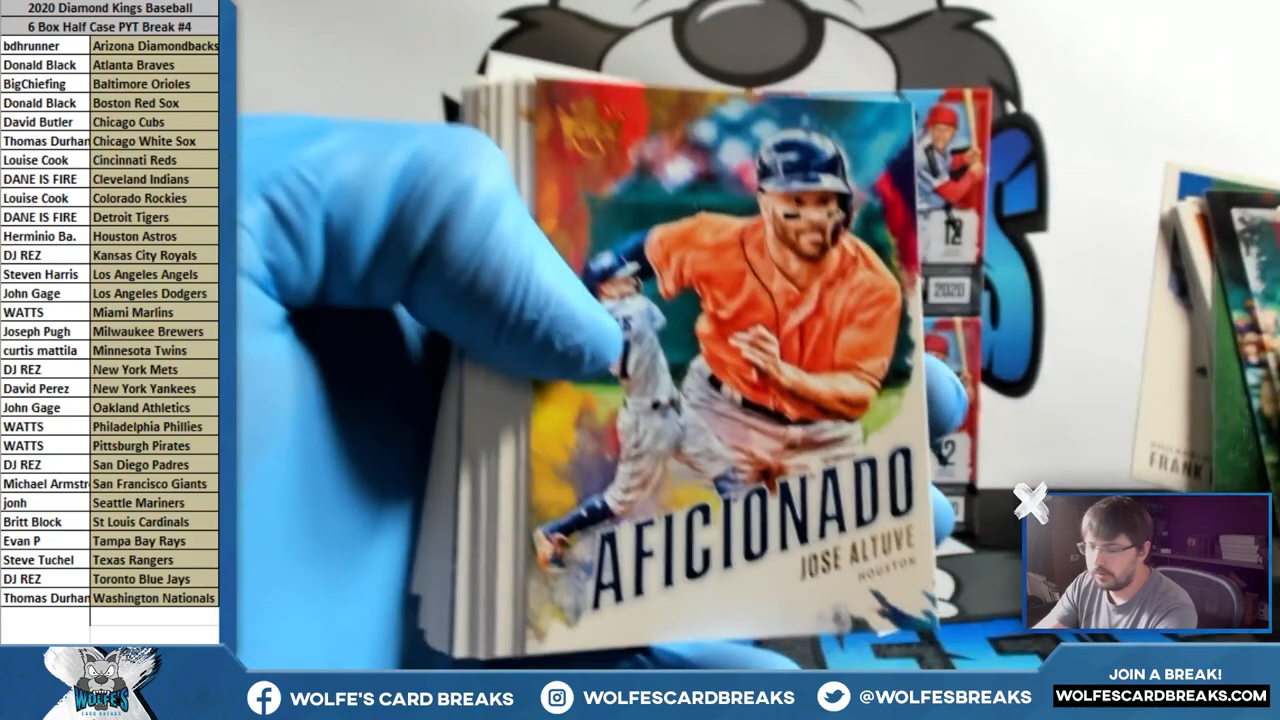 2020 Diamond Kings Baseball
6 Box Half Case PYT Break #4
bdhrunner Arizona Diamondbacks
Donald Black Atlanta Braves
BigChiefing Baltimore Orioles
Donald Black Boston Red Sox
David Butler Chicago Cubs
Thomas Durhan Chicago White Sox
Louise Cook Cincinnati Reds
DANE IS FIRE Cleveland Indians
Louise Cook Colorado Rockies
DANE IS FIRE Detroit Tigers
Herminio Ba. Houston Astros
DJ REZ Kansas City Royals
Steven Harris Los Angeles Angels
John Gage Los Angeles Dodgers
WATTS Miami Marlins
Joseph Pugh Milwaukee Brewers
curtis mattila Minnesota Twins
DJ REZ New York Mets
David Perez New York Yankees
John Gage Oakland Athletics
WATTS Philadelphia Phillies
WATTS Pittsburgh Pirates
DJ REZ San Diego Padres
Michael Armstr San Francisco Giants
jonh Seattle Mariners
Britt Block St Louis Cardinals
Evan P Tampa Bay Rays
Steve Tuchel Texas Rangers
DJ REZ Toronto Blue Jays
Thomas Durhan Washington Nationals
AFICIONADO
JOSE ALTUVE
HOUSTON
12
2020
FRANK
WOLFE'S
CARD BREAKS
WOLFE'S CARD BREAKS
WOLFESCARDBREAKS
@WOLFESBREAKS
JOIN A BREAK!
WOLFESCARDBREAKS.COM